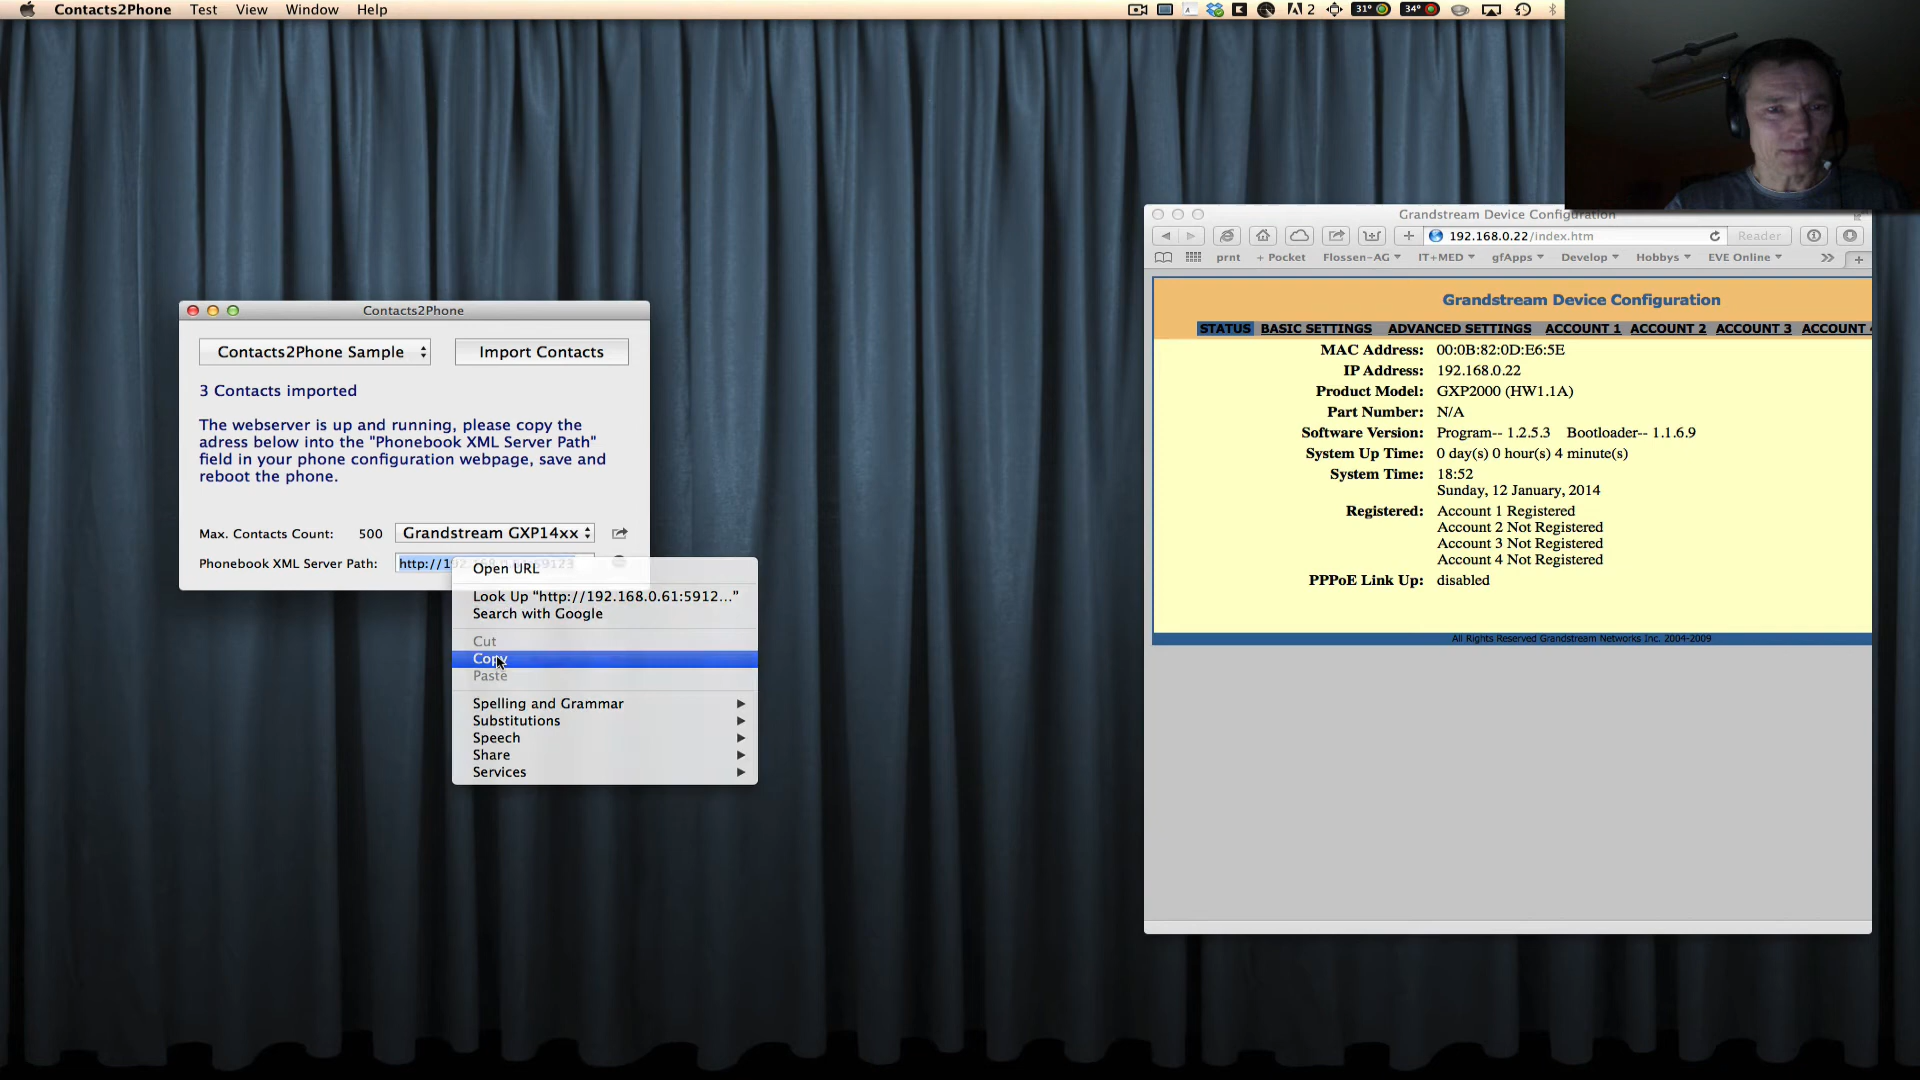 Contacts2Phone Test View Window Help
2 31° 34°
Grandstream Device Configuration
192.168.0.22/index.htm Reader
prnt + Pocket Flossen-AG IT+MED gfApps Develop Hobbys EVE Online
Grandstream Device Configuration
STATUS BASIC SETTINGS ADVANCED SETTINGS ACCOUNT 1 ACCOUNT 2 ACCOUNT 3 ACCOUNT
MAC Address: 00:0B:82:0D:E6:5E
IP Address: 192.168.0.22
Product Model: GXP2000 (HW1.1A)
Part Number: N/A
Software Version: Program-- 1.2.5.3 Bootloader-- 1.1.6.9
System Up Time: 0 day(s) 0 hour(s) 4 minute(s)
System Time: 18:52
Sunday, 12 January, 2014
Registered: Account 1 Registered
Account 2 Not Registered
Account 3 Not Registered
Account 4 Not Registered
PPPoE Link Up: disabled
All Rights Reserved Grandstream Networks Inc. 2004-2009
Contacts2Phone
Contacts2Phone Sample Import Contacts
3 Contacts imported
The webserver is up and running, please copy the
adress below into the "Phonebook XML Server Path"
field in your phone configuration webpage, save and
reboot the phone.
Max. Contacts Count: 500 Grandstream GXP14xx
Phonebook XML Server Path: http://19
Open URL
Look Up "http://192.168.0.61:5912..."
Search with Google
Cut
Copy
Paste
Spelling and Grammar
Substitutions
Speech
Share
Services